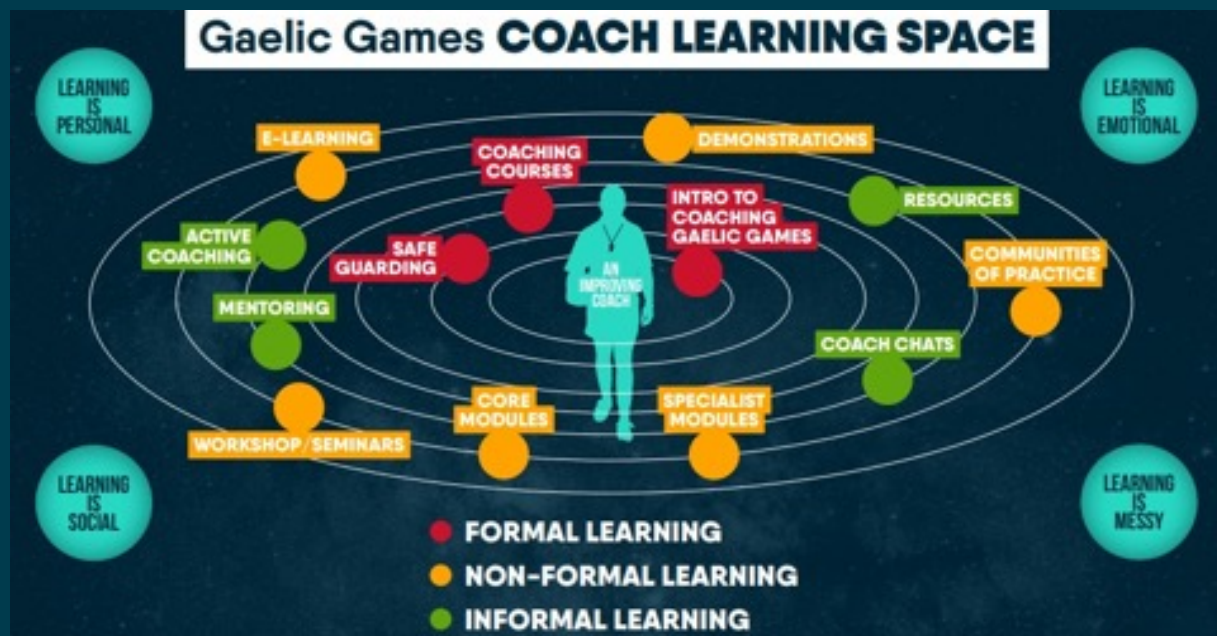 Gaelic Games COACH LEARNING SPACE
LEARNING
IS
PERSONAL
LEARNING
IS
EMOTIONAL
E-LEARNING
DEMONSTRATIONS
COACHING
COURSES
INTRO TO
COACHING
GAELIC GAMES
RESOURCES
ACTIVE
COACHING
SAFE
GUARDING
COMMUNITIES
OF PRACTICE
AN
IMPROVING
COACH
MENTORING
COACH CHATS
CORE
MODULES
SPECIALIST
MODULES
WORKSHOP/SEMINARS
LEARNING
IS
SOCIAL
LEARNING
IS
MESSY
FORMAL LEARNING
NON-FORMAL LEARNING
INFORMAL LEARNING